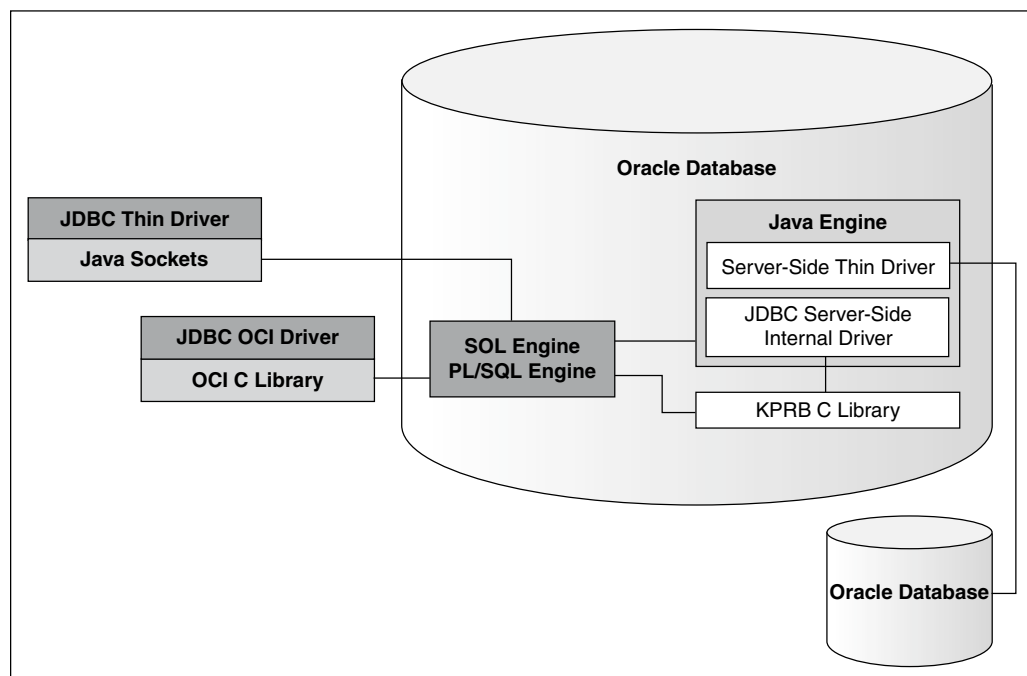 Oracle Database
JDBC Thin Driver
Java Sockets
Java Engine
Server-Side Thin Driver
JDBC Server-Side
Internal Driver
JDBC OCI Driver
OCI C Library
SOL Engine
PL/SQL Engine
KPRB C Library
Oracle Database